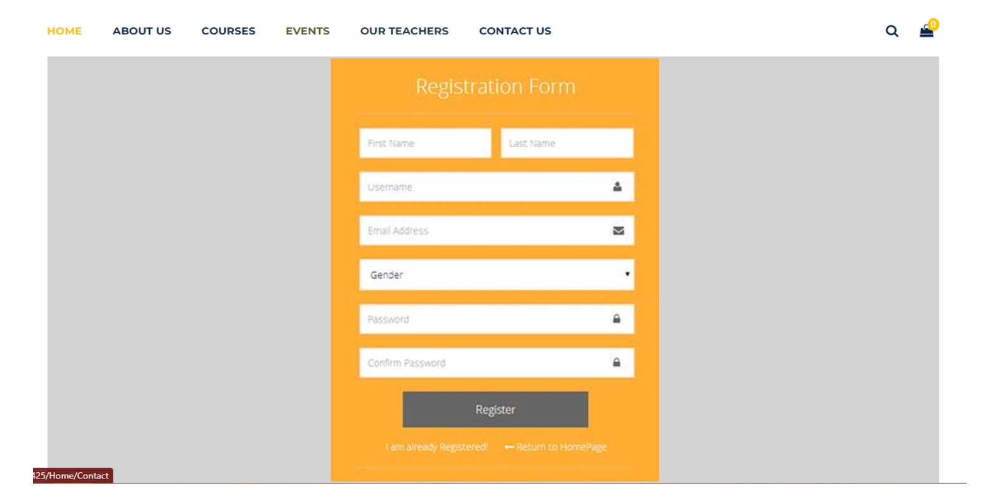 HOME ABOUT US COURSES EVENTS OUR TEACHERS CONTACT US 0
Registration Form
First Name Last Name
Username
Email Address
Gender
Password
Confirm Password
Register
I am already Registered! Return to HomePage
425/Home/Contact